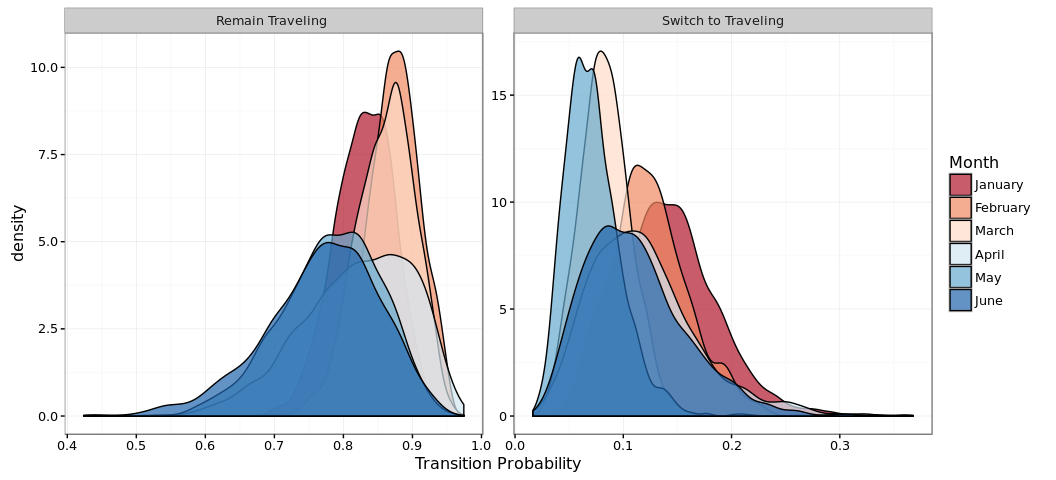 Remain Traveling
Switch to Traveling
density
10.0
7.5
5.0
2.5
0.0
15
10
5
0
0.4 0.5 0.6 0.7 0.8 0.9 1.0
0.0 0.1 0.2 0.3
Transition Probability
Month
January
February
March
April
May
June